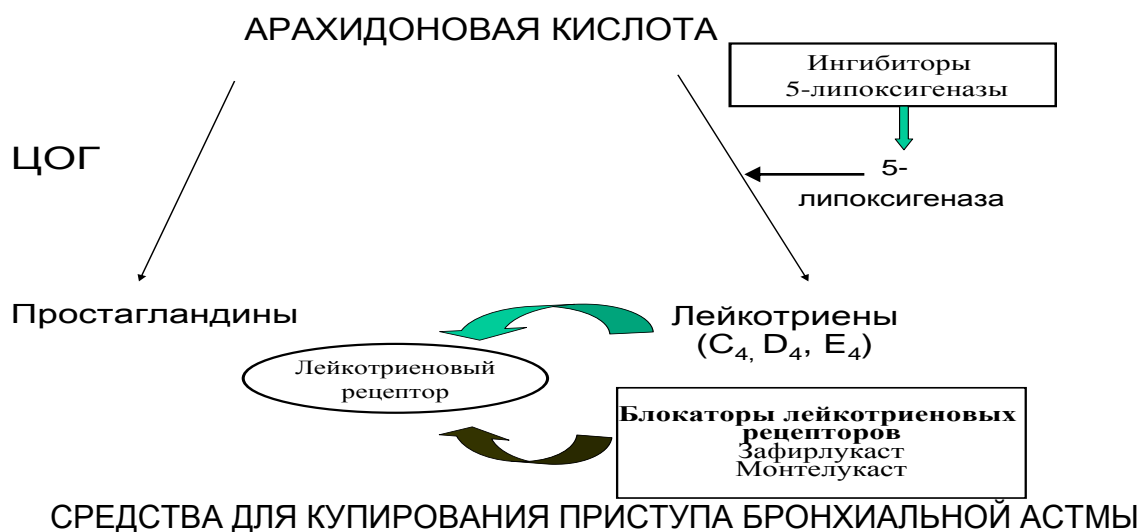 АРАХИДОНОВАЯ КИСЛОТА
Ингибиторы
5-липоксигеназы
ЦОГ
5-
липоксигеназа
Простагландины
Лейкотриены
(C₄, D₄, E₄)
Лейкотриеновый
рецептор
Блокаторы лейкотриеновых
рецепторов
Зафирлукаст
Монтелукаст
СРЕДСТВА ДЛЯ КУПИРОВАНИЯ ПРИСТУПА БРОНХИАЛЬНОЙ АСТМЫ